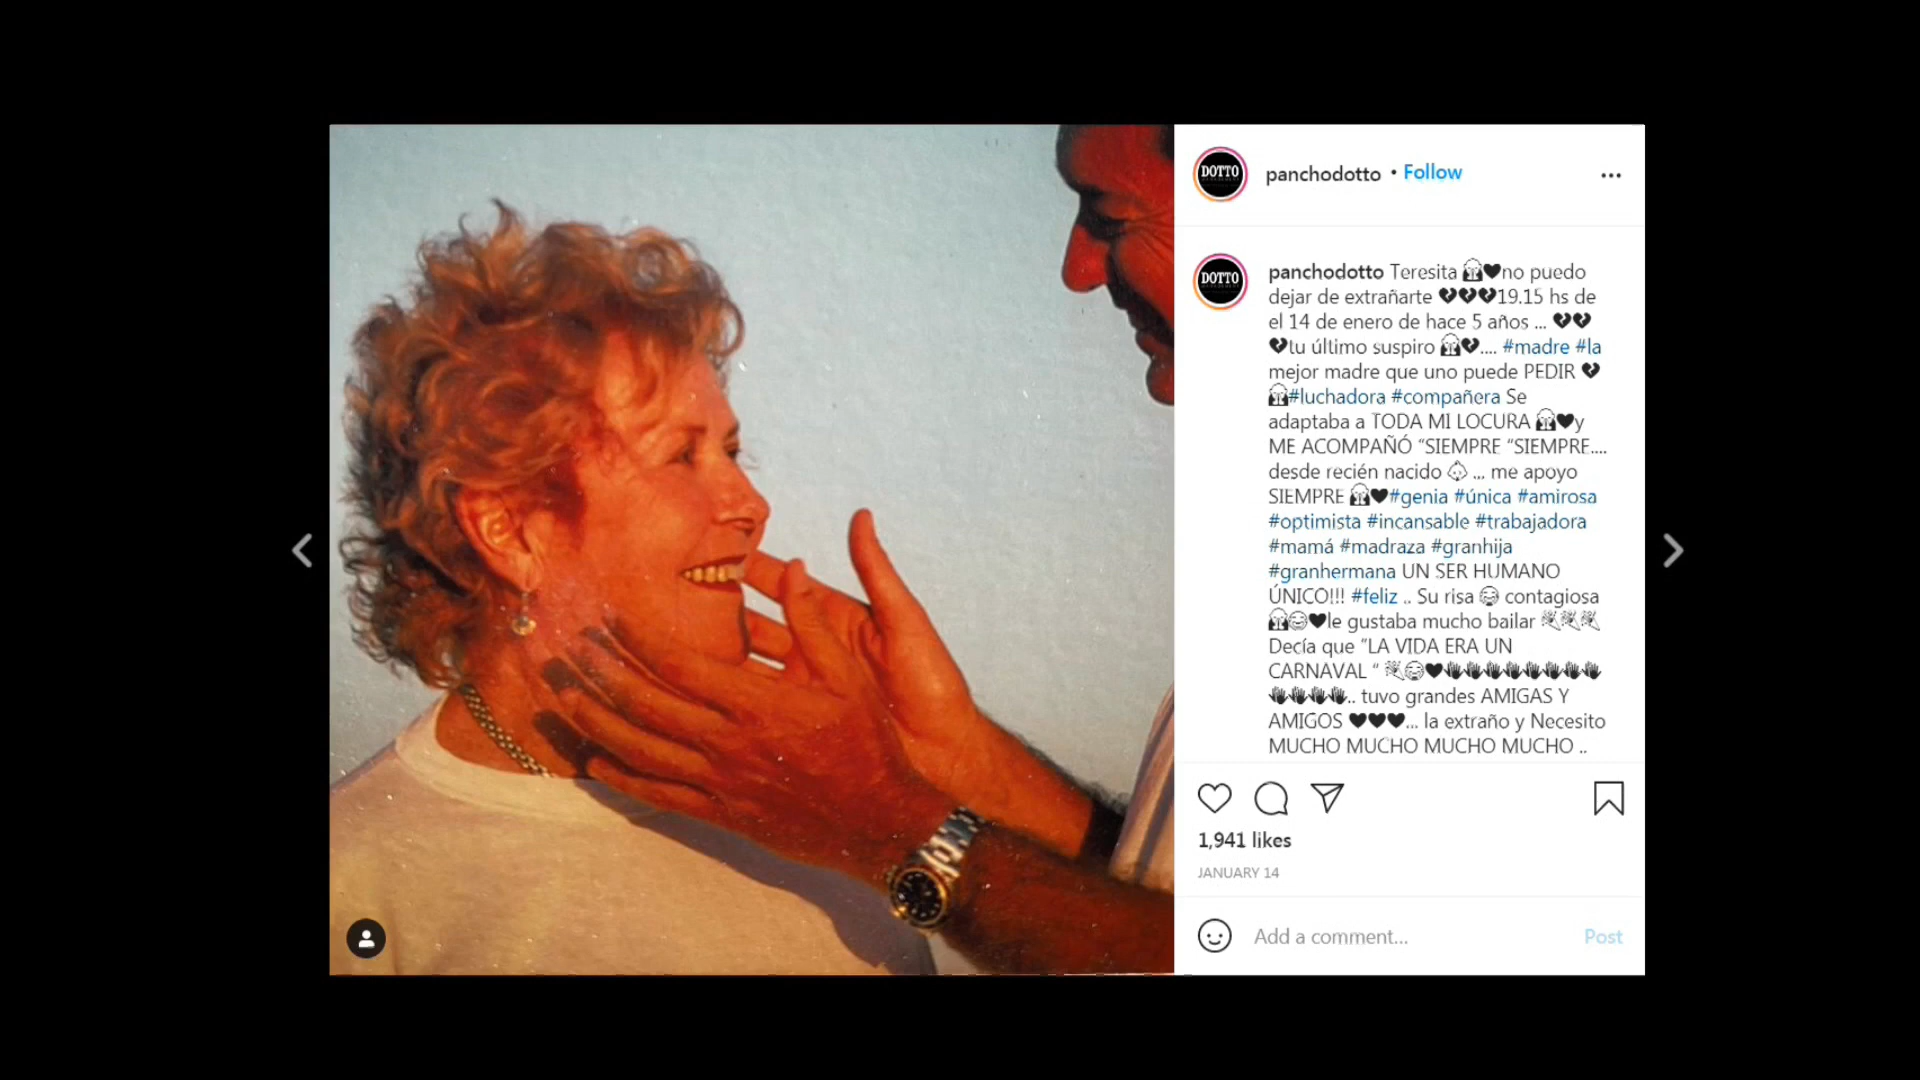 DOTTO
panchodotto • Follow
DOTTO
panchodotto Teresita 👩🏻❤no puedo
dejar de extrañarte 💔💔💔19.15 hs de
el 14 de enero de hace 5 años ... 💔💔
💔tu último suspiro 👩🏻💔.... #madre #la
mejor madre que uno puede PEDIR 💔
👩🏻#luchadora #compañera Se
adaptaba a TODA MI LOCURA 👩🏻❤y
ME ACOMPAÑÓ “SIEMPRE “SIEMPRE....
desde recién nacido 👶 ... me apoyo
SIEMPRE 👩🏻❤#genia #única #amirosa
#optimista #incansable #trabajadora
#mamá #madraza #granhija
#granhermana UN SER HUMANO
ÚNICO!!! #feliz .. Su risa 😂 contagiosa
👩🏻😂❤le gustaba mucho bailar 🎉🎉🎉
Decía que “LA VIDA ERA UN
CARNAVAL “ 🎉😂❤👏👏👏👏👏👏👏👏
👏👏👏👏.. tuvo grandes AMIGAS Y
AMIGOS ❤❤❤... la extraño y Necesito
MUCHO MUCHO MUCHO MUCHO ..
1,941 likes
JANUARY 14
Add a comment...
Post